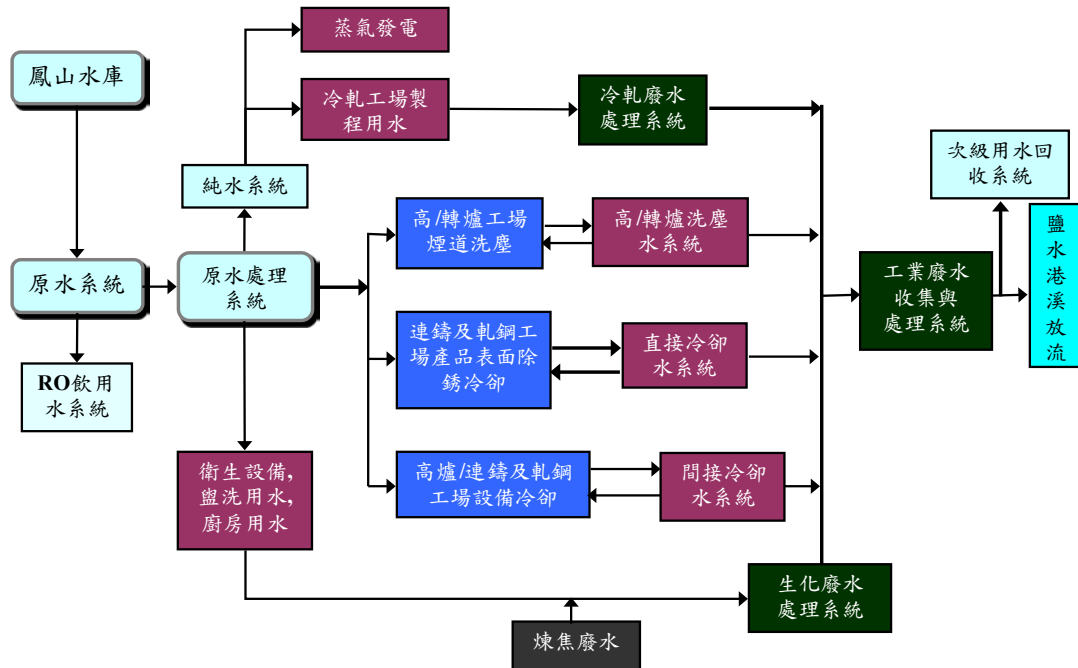 蒸氣發電
鳳山水庫
冷軋工場製
程用水
冷軋廢水
處理系統
次級用水回
收系統
純水系統
高/轉爐工場
煙道洗塵
高/轉爐洗塵
水系統
鹽
水
港
溪
放
流
原水系統
原水處理
系統
工業廢水
收集與
處理系統
連鑄及軋鋼工
場產品表面除
銹冷卻
直接冷卻
水系統
RO飲用
水系統
衛生設備,
盥洗用水,
廚房用水
高爐/連鑄及軋鋼
工場設備冷卻
間接冷卻
水系統
生化廢水
處理系統
煉焦廢水